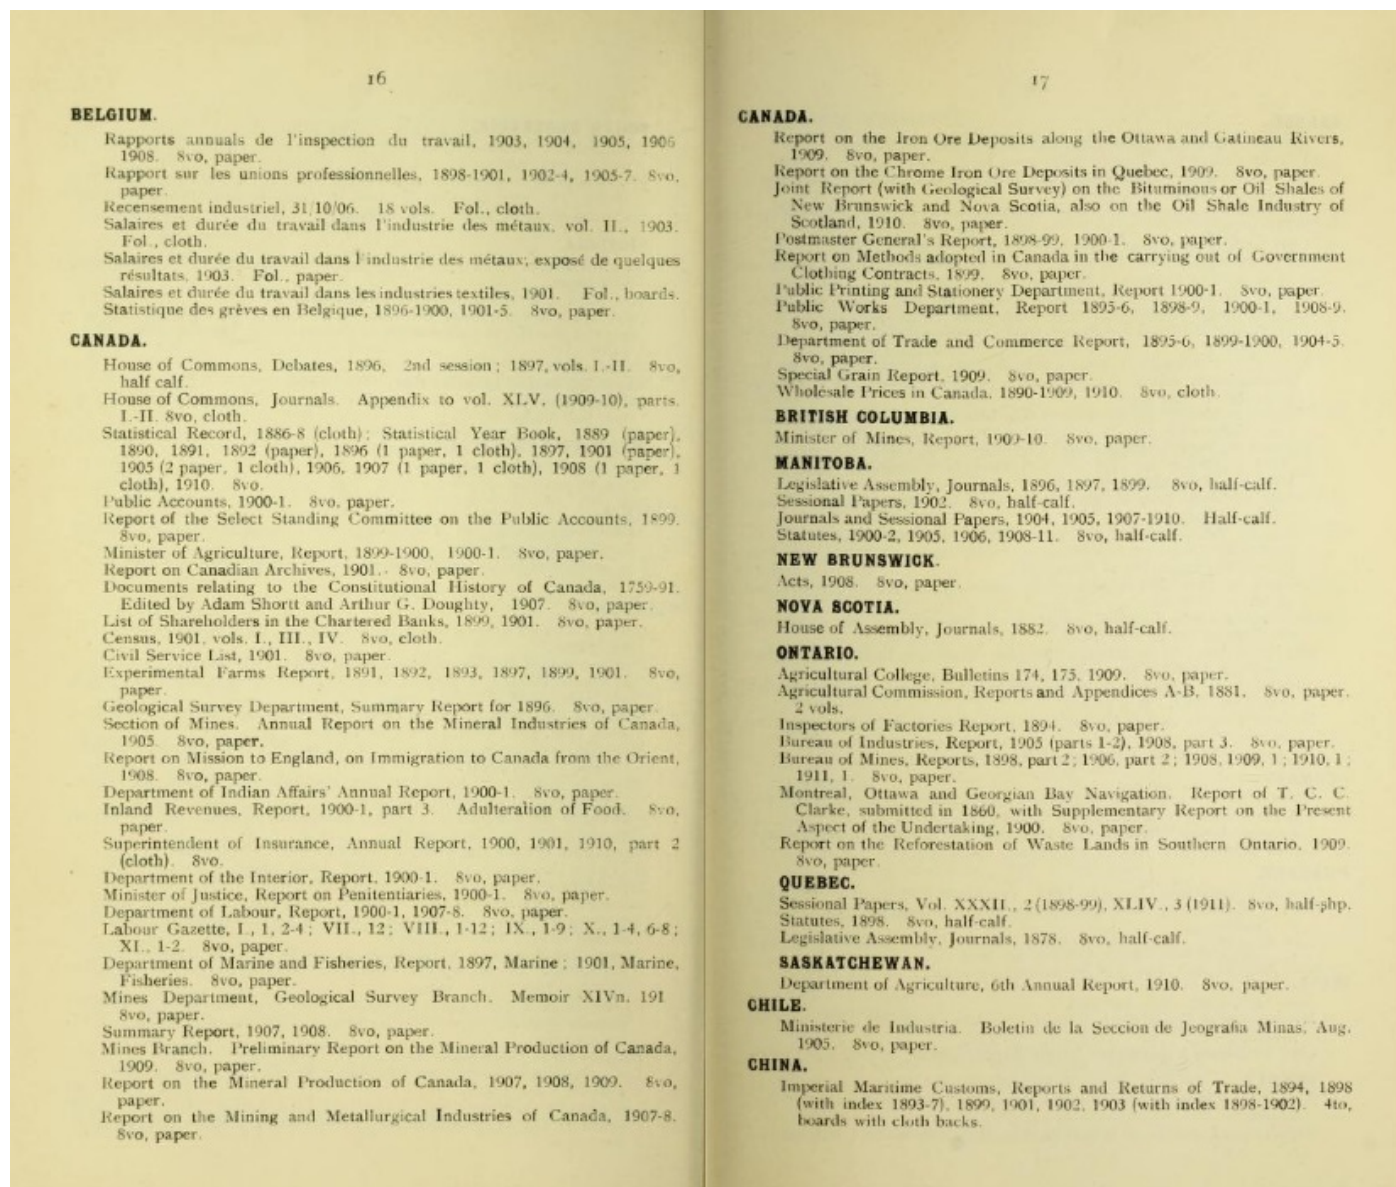 16
BELGIUM.
Rapports annuals de l'inspection du travail, 1903, 1904, 1905, 1906
1908. 8vo, paper.
Rapport sur les unions professionnelles, 1898-1901, 1902-4, 1905-7. 8vo,
paper.
Recensement industriel, 31/10/06. 18 vols. Fol., cloth.
Salaires et durée du travail dans l'industrie des métaux, vol. II., 1903.
Fol., cloth.
Salaires et durée du travail dans l industrie des métaux; exposé de quelques
résultats, 1903. Fol., paper.
Salaires et durée du travail dans les industries textiles, 1901. Fol., boards.
Statistique des grèves en Belgique, 1896-1900, 1901-5. 8vo, paper.
CANADA.
House of Commons, Debates, 1896, 2nd session; 1897, vols. I.-II. 8vo,
half calf.
House of Commons, Journals. Appendix to vol. XLV, (1909-10), parts
I.-II. 8vo, cloth.
Statistical Record, 1886-8 (cloth); Statistical Year Book, 1889 (paper),
1890, 1891, 1892 (paper), 1896 (1 paper, 1 cloth), 1897, 1901 (paper),
1905 (2 paper, 1 cloth), 1906, 1907 (1 paper, 1 cloth), 1908 (1 paper, 1
cloth), 1910. 8vo.
Public Accounts, 1900-1. 8vo, paper.
Report of the Select Standing Committee on the Public Accounts, 1899.
8vo, paper.
Minister of Agriculture, Report, 1899-1900, 1900-1. 8vo, paper.
Report on Canadian Archives, 1901. 8vo, paper.
Documents relating to the Constitutional History of Canada, 1759-91.
Edited by Adam Shortt and Arthur G. Doughty, 1907. 8vo, paper.
List of Shareholders in the Chartered Banks, 1899, 1901. 8vo, paper.
Census, 1901, vols. I., III., IV. 8vo, cloth.
Civil Service List, 1901. 8vo, paper.
Experimental Farms Report, 1891, 1892, 1893, 1897, 1899, 1901. 8vo,
paper.
Geological Survey Department, Summary Report for 1896. 8vo, paper.
Section of Mines. Annual Report on the Mineral Industries of Canada,
1905. 8vo, paper.
Report on Mission to England, on Immigration to Canada from the Orient,
1908. 8vo, paper.
Department of Indian Affairs' Annual Report, 1900-1. 8vo, paper.
Inland Revenues, Report, 1900-1, part 3. Adulteration of Food. 8vo,
paper.
Superintendent of Insurance, Annual Report, 1900, 1901, 1910, part 2
(cloth). 8vo.
Department of the Interior, Report, 1900-1. 8vo, paper.
Minister of Justice, Report on Penitentiaries, 1900-1. 8vo, paper.
Department of Labour, Report, 1900-1, 1907-8. 8vo, paper.
Labour Gazette, I., 1, 2-4; VII., 12; VIII., 1-12; IX., 1-9; X., 1-4, 6-8;
XI., 1-2. 8vo, paper.
Department of Marine and Fisheries, Report, 1897, Marine; 1901, Marine,
Fisheries. 8vo, paper.
Mines Department, Geological Survey Branch. Memoir 191
8vo, paper.
Summary Report, 1907, 1908. 8vo, paper.
Mines Branch. Preliminary Report on the Mineral Production of Canada,
1909. 8vo, paper.
Report on the Mineral Production of Canada, 1907, 1908, 1909. 8vo,
paper.
Report on the Mining and Metallurgical Industries of Canada, 1907-8.
8vo, paper.
17
CANADA.
Report on the Iron Ore Deposits along the Ottawa and Gatineau Rivers,
1909. 8vo, paper.
Report on the Chrome Iron Ore Deposits in Quebec, 1909. 8vo, paper.
Joint Report (with Geological Survey) on the Bituminous or Oil Shales of
New Brunswick and Nova Scotia, also on the Oil Shale Industry of
Scotland, 1910. 8vo, paper.
Postmaster General's Report, 1898-99, 1900-1. 8vo, paper.
Report on Methods adopted in Canada in the carrying out of Government
Clothing Contracts, 1899. 8vo, paper.
Public Printing and Stationery Department, Report 1900-1. 8vo, paper.
Public Works Department, Report 1895-6, 1898-9, 1900-1, 1908-9.
8vo, paper.
Department of Trade and Commerce Report, 1895-6, 1899-1900, 1904-5.
8vo, paper.
Special Grain Report, 1909. 8vo, paper.
Wholesale Prices in Canada, 1890-1909, 1910. 8vo, cloth.
BRITISH COLUMBIA.
Minister of Mines, Report, 1909-10. 8vo, paper.
MANITOBA.
Legislative Assembly, Journals, 1896, 1897, 1899. 8vo, half-calf.
Sessional Papers, 1902. 8vo, half-calf.
Journals and Sessional Papers, 1904, 1905, 1907-1910. Half-calf.
Statutes, 1900-2, 1905, 1906, 1908-11. 8vo, half-calf.
NEW BRUNSWICK.
Acts, 1908. 8vo, paper.
NOVA SCOTIA.
House of Assembly, Journals, 1882. 8vo, half-calf.
ONTARIO.
Agricultural College, Bulletins 174, 175, 1909. 8vo, paper.
Agricultural Commission, Reports and Appendices A-B, 1881. 8vo, paper.
2 vols.
Inspectors of Factories Report, 1894. 8vo, paper.
Bureau of Industries, Report, 1905 (parts 1-2), 1908, part 3. 8vo, paper.
Bureau of Mines, Reports, 1898, part 2; 1906, part 2; 1908, 1909, 1; 1910, 1;
1911, 1. 8vo, paper.
Montreal, Ottawa and Georgian Bay Navigation. Report of T. C. C.
Clarke, submitted in 1860, with Supplementary Report on the Present
Aspect of the Undertaking, 1900. 8vo, paper.
Report on the Reforestation of Waste Lands in Southern Ontario, 1909.
8vo, paper.
QUEBEC.
Sessional Papers, Vol. XXXII., 2 (1898-99), XLIV., 3 (1911). 8vo, half-shp.
Statutes, 1898. 8vo, half-calf.
Legislative Assembly, Journals, 1878. 8vo, half-calf.
SASKATCHEWAN.
Department of Agriculture, 6th Annual Report, 1910. 8vo, paper.
CHILE.
Ministerie de Industria. Boletin de la Seccion de Jeografia Minas, Aug.
1905. 8vo, paper.
CHINA.
Imperial Maritime Customs, Reports and Returns of Trade, 1894, 1898
(with index 1893-7), 1899, 1901, 1902, 1903 (with index 1898-1902). 4to,
boards with cloth backs.